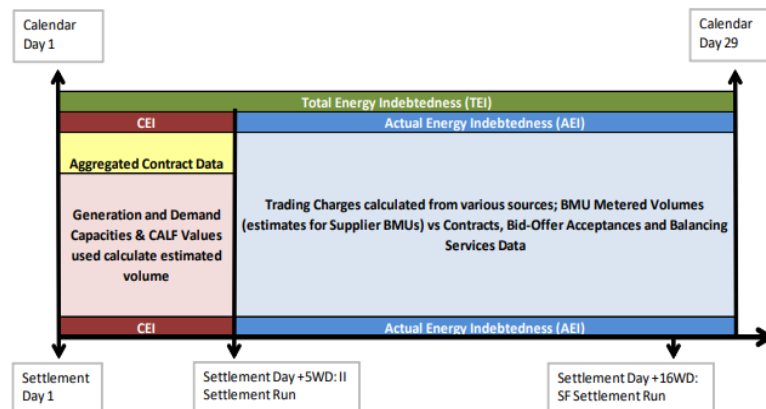 Calendar
Day 1
Calendar
Day 29
Total Energy Indebtedness (TEI)
CEI
Actual Energy Indebtedness (AEI)
Aggregated Contract Data
Generation and Demand
Capacities & CALF Values
used calculate estimated
volume
Trading Charges calculated from various sources; BMU Metered Volumes
(estimates for Supplier BMUs) vs Contracts, Bid-Offer Acceptances and Balancing
Services Data
CEI
Actual Energy Indebtedness (AEI)
Settlement
Day 1
Settlement Day +5WD: II
Settlement Run
Settlement Day +16WD:
SF Settlement Run